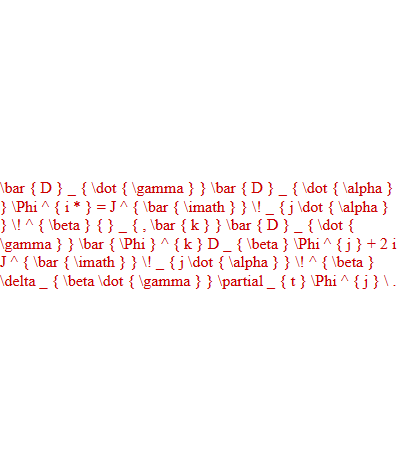 \bar { D } _ { \dot { \gamma } } \bar { D } _ { \dot { \alpha }
} \Phi ^ { i * } = J ^ { \bar { \imath } } \! _ { j \dot { \alpha }
} \! ^ { \beta } { } _ { , \bar { k } } \bar { D } _ { \dot {
\gamma } } \bar { \Phi } ^ { k } D _ { \beta } \Phi ^ { j } + 2 i
J ^ { \bar { \imath } } \! _ { j \dot { \alpha } } \! ^ { \beta }
\delta _ { \beta \dot { \gamma } } \partial _ { t } \Phi ^ { j } \ .